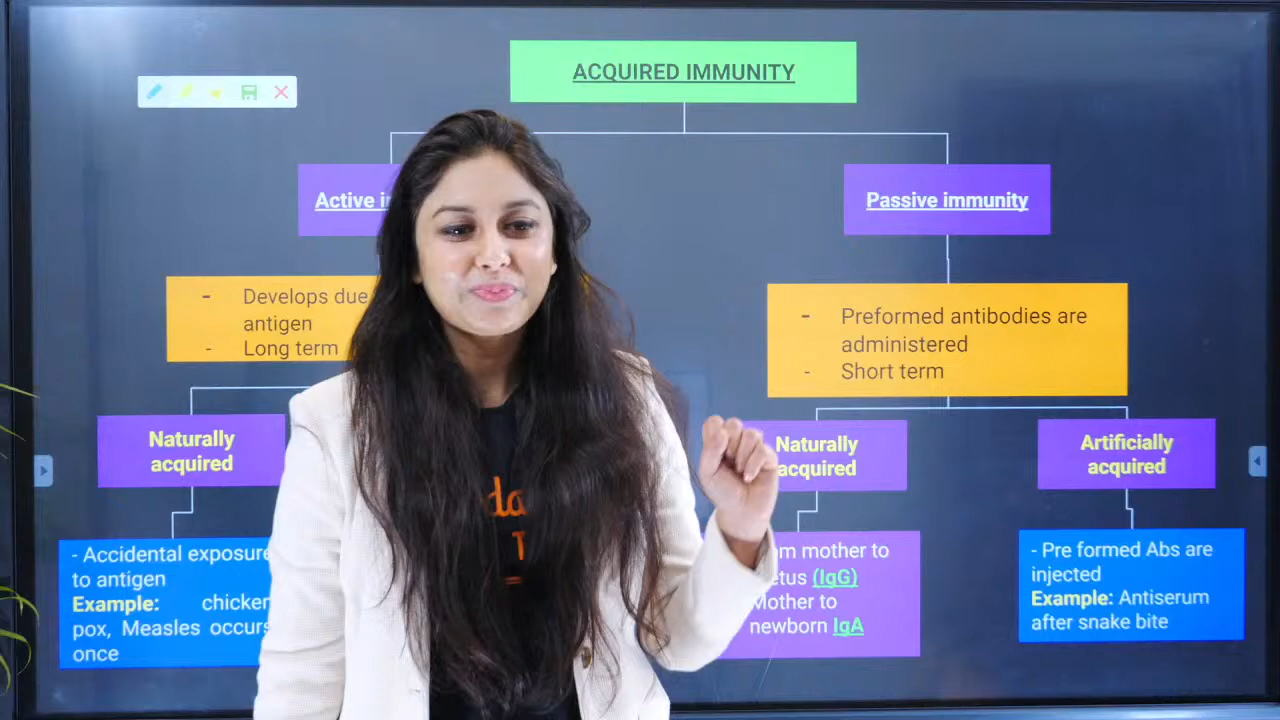 ACQUIRED IMMUNITY
Active
Passive immunity
- Develops due
antigen
- Long term
- Preformed antibodies are
administered
- Short term
Naturally
acquired
Naturally
acquired
Artificially
acquired
- Accidental exposure
to antigen
Example: chicken
pox, Measles occurs
once
mother to
(IgG)
Mother to
newborn IgA
- Pre formed Abs are
injected
Example: Antiserum
after snake bite